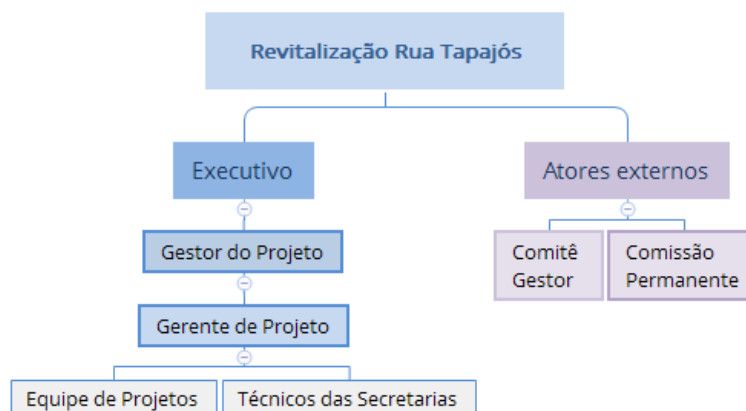 Revitalização Rua Tapajós
Executivo
Atores externos
Gestor do Projeto
Comitê
Gestor
Comissão
Permanente
Gerente de Projeto
Equipe de Projetos
Técnicos das Secretarias